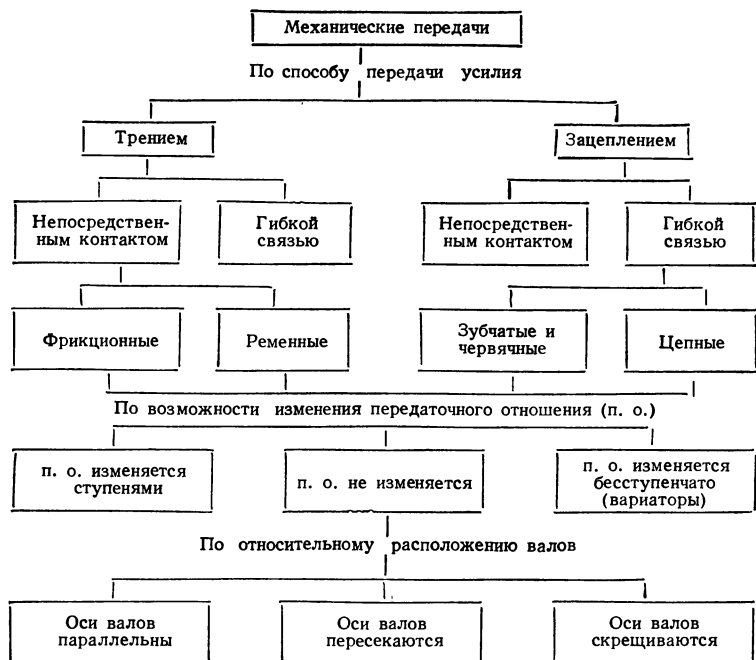 Механические передачи
По способу передачи усилия
Трением
Зацеплением
Непосредствен-
ным контактом
Гибкой
связью
Непосредствен-
ным контактом
Гибкой
связью
Фрикционные
Ременные
Зубчатые и
червячные
Цепные
По возможности изменения передаточного отношения (п. о.)
п. о. изменяется
ступенями
п. о. не изменяется
п. о. изменяется
бесступенчато
(вариаторы)
По относительному расположению валов
Оси валов
параллельны
Оси валов
пересекаются
Оси валов
скрещиваются